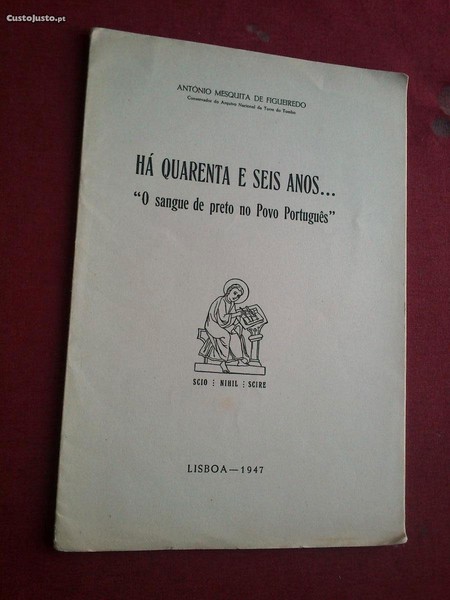 CustoJusto.pt
ANTÓNIO MESQUITA DE FIGUEIREDO
Conservador do Arquivo Nacional da Torre do Tombo
HÁ QUARENTA E SEIS ANOS...
"O sangue de preto no Povo Português"
SCIO ⋮ NIHIL ⋮ SCIRE
LISBOA — 1947